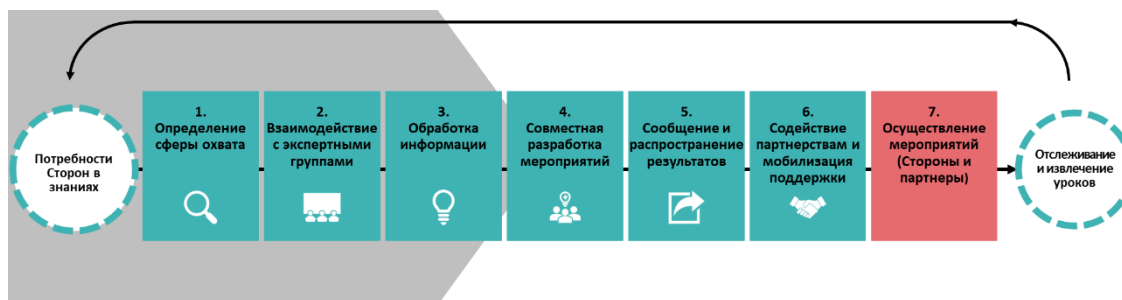 Потребности
Сторон в
знаниях
1.
Определение
сферы охвата
2.
Взаимодействие
с экспертными
группами
3.
Обработка
информации
4.
Совместная
разработка
мероприятий
5.
Сообщение и
распространение
результатов
6.
Содействие
партнерствам и
мобилизация
поддержки
7.
Осуществление
мероприятий
(Стороны и
партнеры)
Отслеживание
и извлечение
уроков